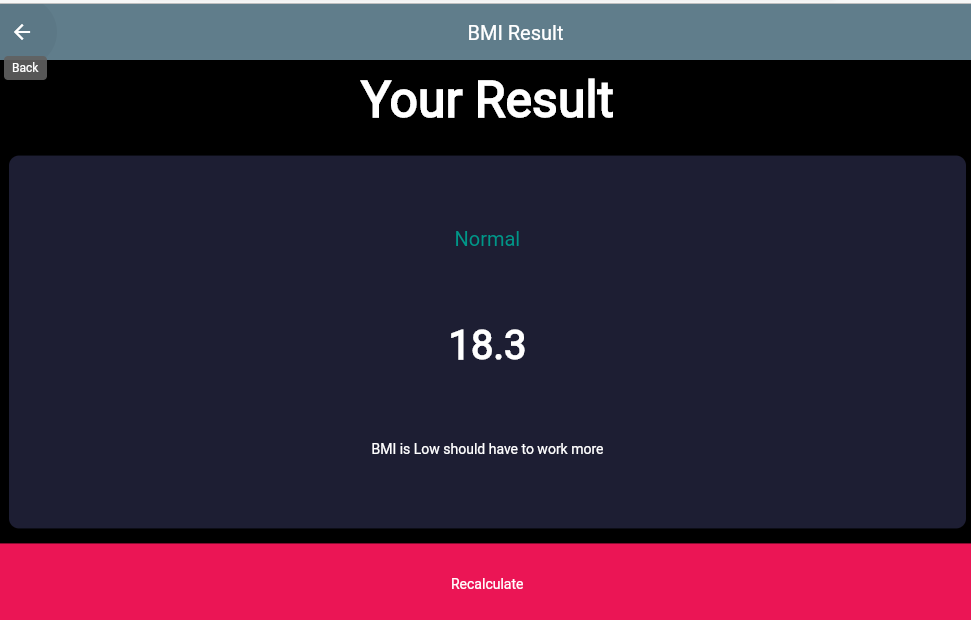 BMI Result
Back
Your Result
Normal
18.3
BMI is Low should have to work more
Recalculate